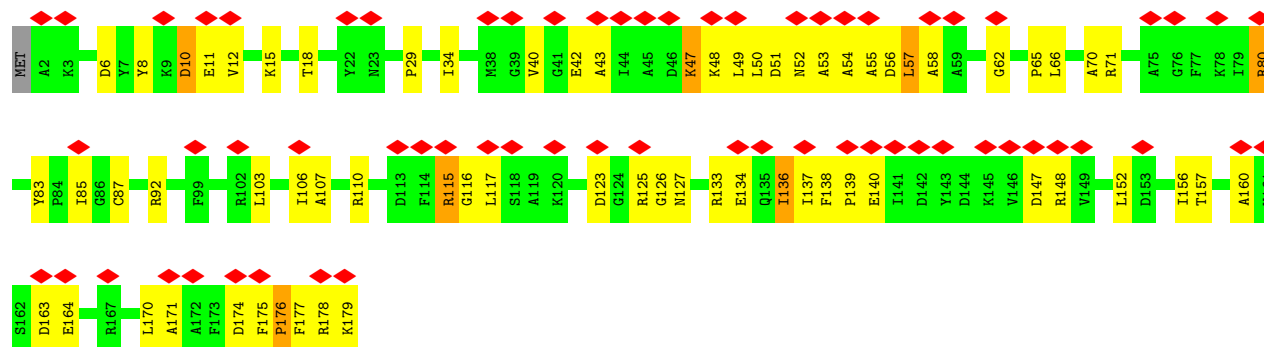 MET A2 K3 D6 Y7 Y8 K9 D10 E11 V12 K15 T18 Y22 N23 P29 I34 M38 G39 V40 G41 E42 A43 I44 A45 D46 K47 K48 L49 L50 D51 N52 A53 A54 A55 D56 L57 A58 A59 G62 P65 L66 A70 R71 A75 G76 F77 K78 I79 R80
Y83 P84 I85 G86 C87 R92 F99 R102 L103 I106 A107 R110 D113 F114 R115 G116 L117 S118 A119 K120 D123 G124 R125 G126 N127 R133 E134 Q135 I136 I137 F138 P139 E140 I141 D142 Y143 D144 K145 V146 D147 R148 V149 L152 D153 I156 T157 A160
S162 D163 E164 R167 L170 A171 A172 F173 D174 F175 P176 F177 R178 K179